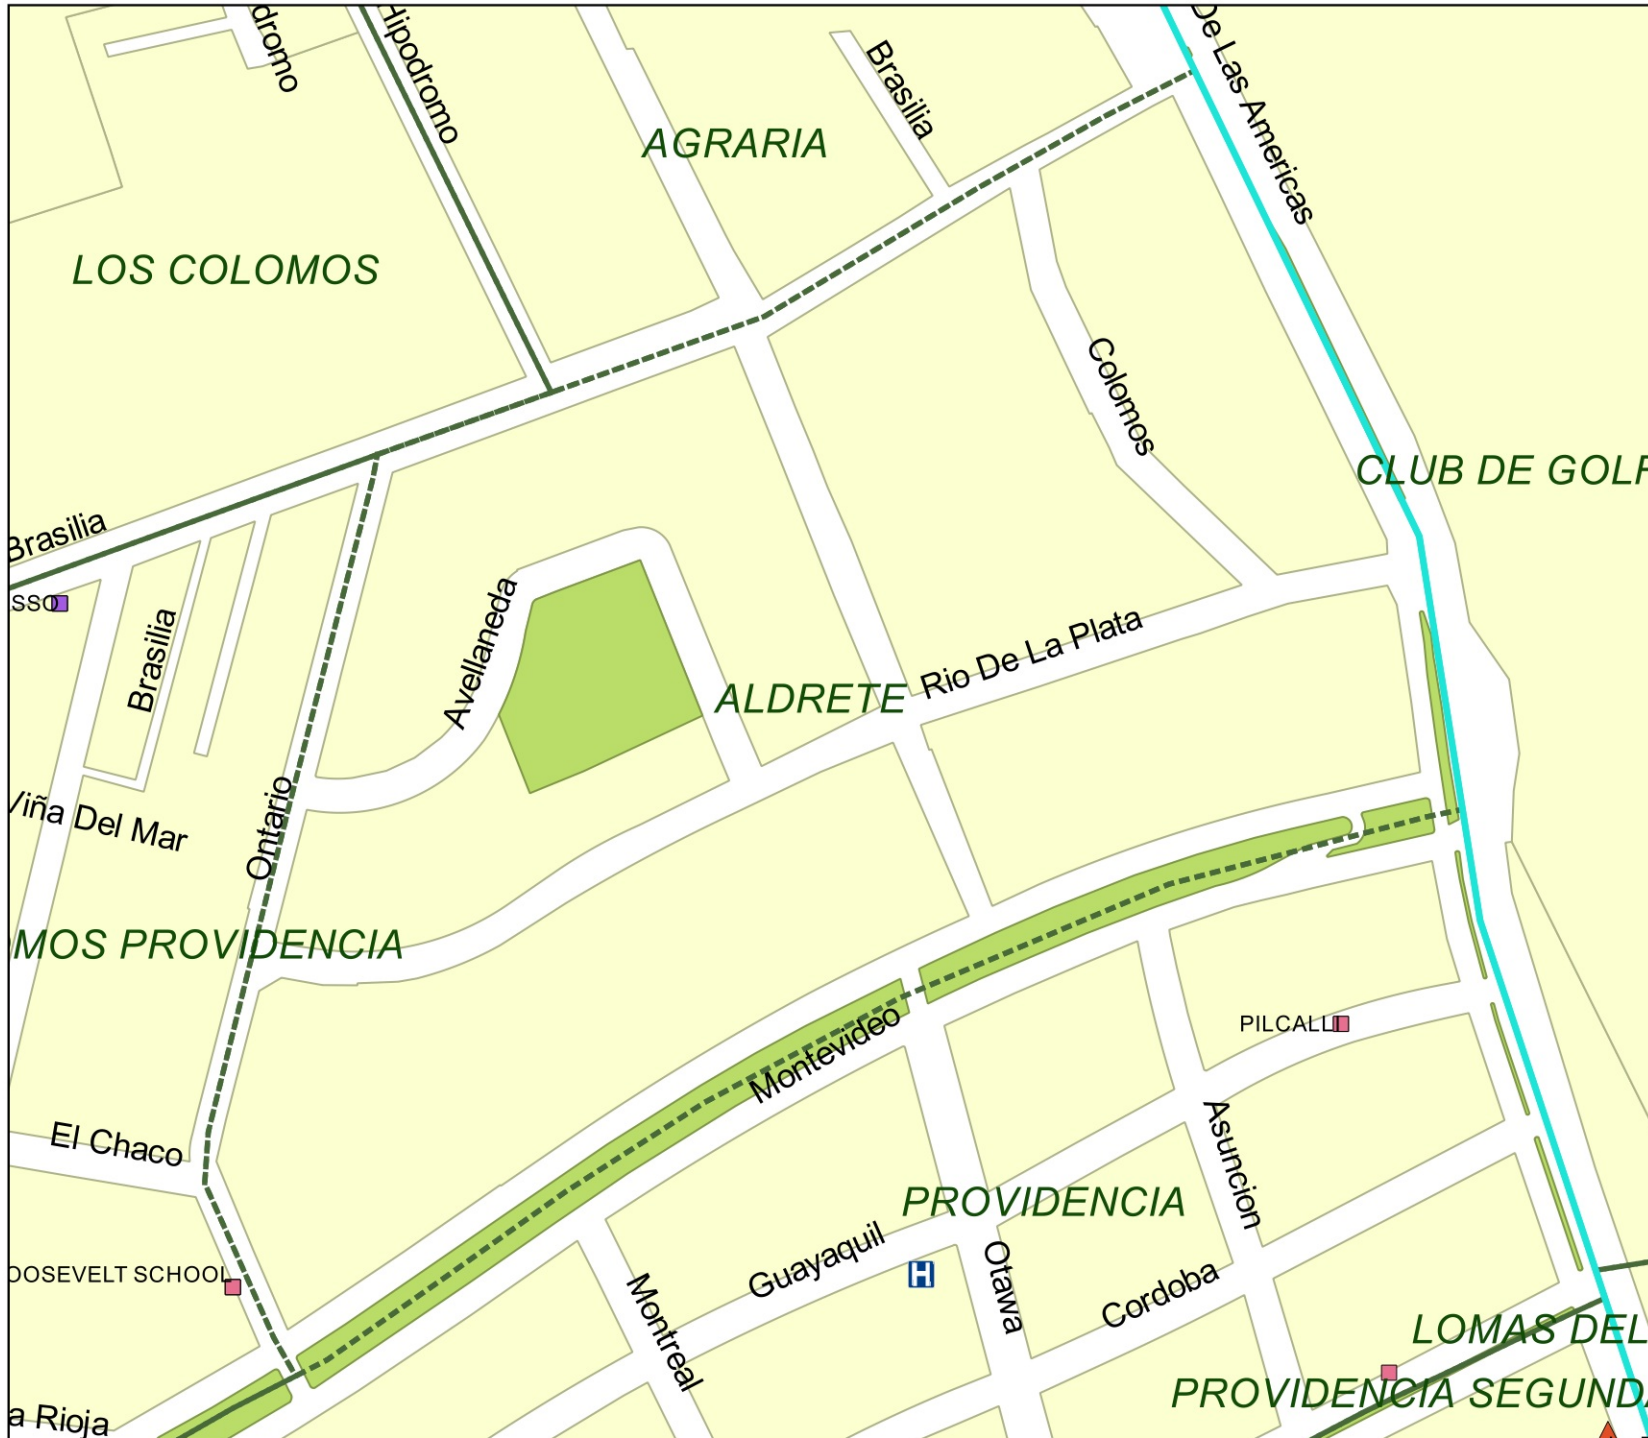 dromo
Hipodromo
Brasilia
De Las Americas
AGRARIA
LOS COLOMOS
Colomos
CLUB DE GOLF
Brasilia
SSO
Brasilia
Avellaneda
Rio De La Plata
ALDRETE
Viña Del Mar
Ontario
MOS PROVIDENCIA
Montevideo
PILCALLI
El Chaco
Asuncion
PROVIDENCIA
Guayaquil
Otawa
Cordoba
OOSEVELT SCHOOL
Montreal
LOMAS DEL
PROVIDENCIA SEGUNDA
a Rioja
H